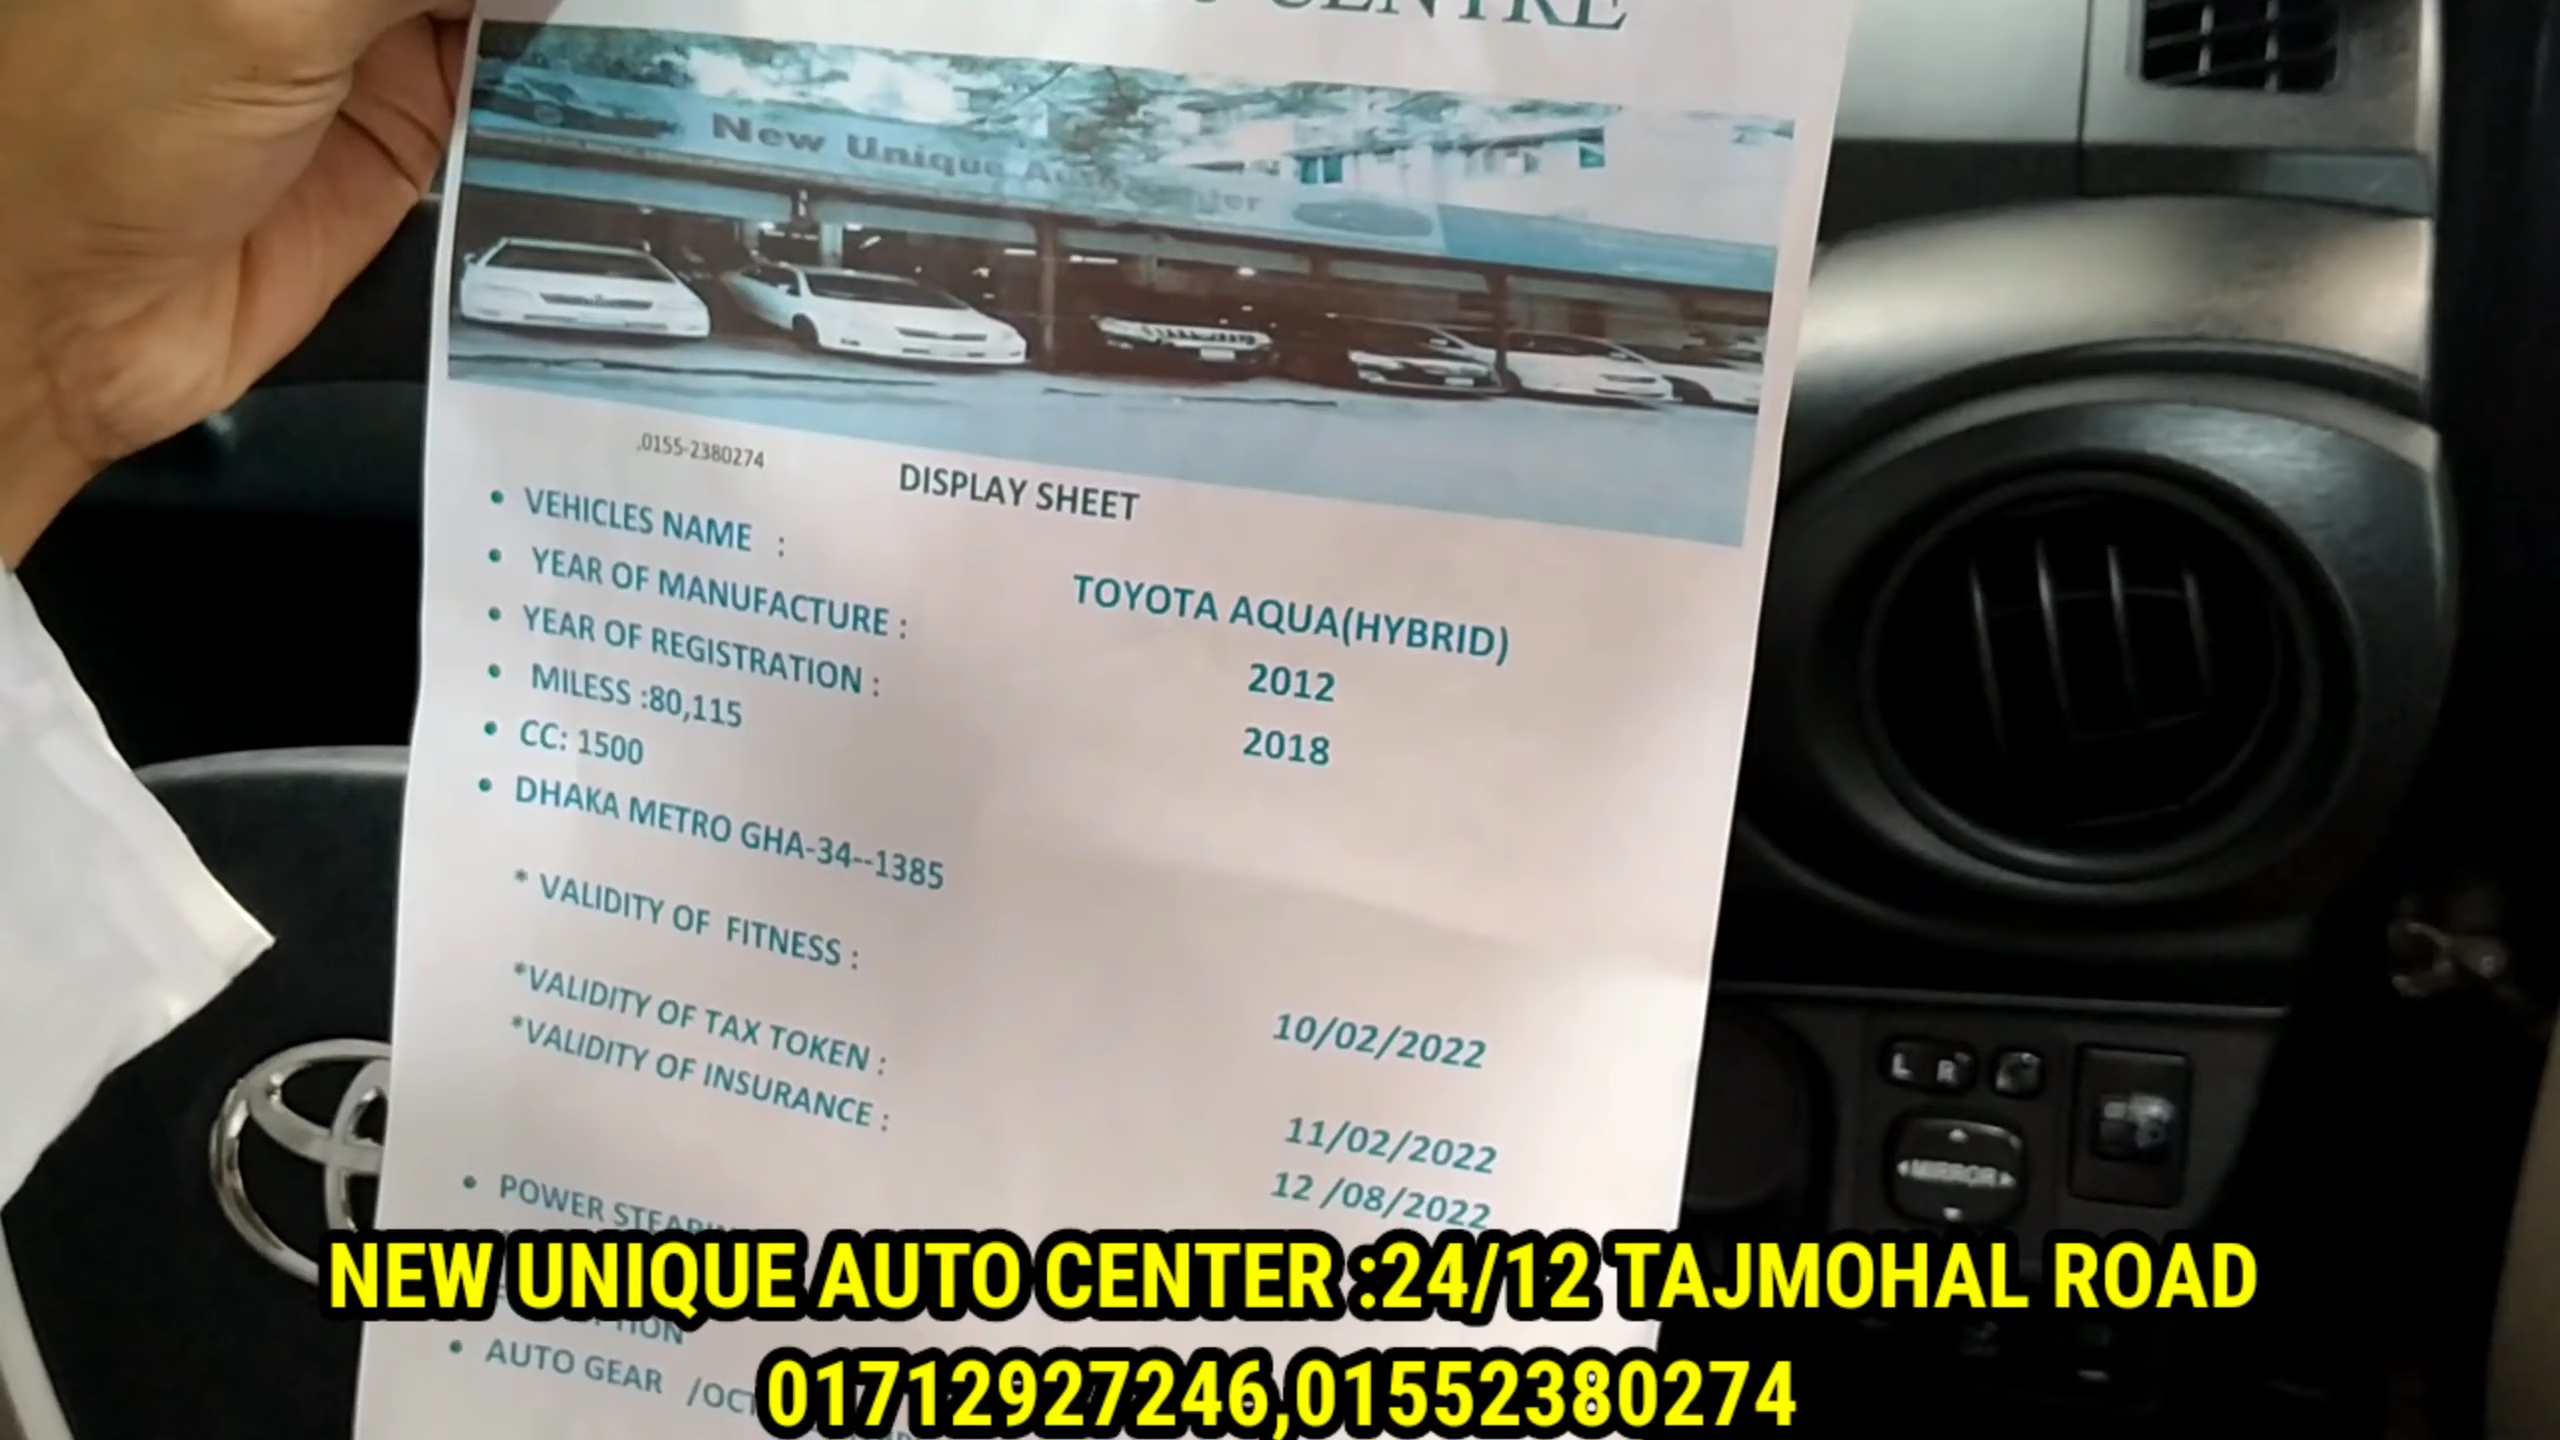 CENTRE
New Unique
,0155-2380274
DISPLAY SHEET
• VEHICLES NAME :
TOYOTA AQUA(HYBRID)
• YEAR OF MANUFACTURE :
2012
• YEAR OF REGISTRATION :
2018
• MILESS :80,115
• CC: 1500
• DHAKA METRO GHA-34--1385
* VALIDITY OF FITNESS :
10/02/2022
*VALIDITY OF TAX TOKEN :
11/02/2022
*VALIDITY OF INSURANCE :
12 /08/2022
• POWER
• AUTO GEAR
L R
MIRROR
NEW UNIQUE AUTO CENTER :24/12 TAJMOHAL ROAD
01712927246,01552380274